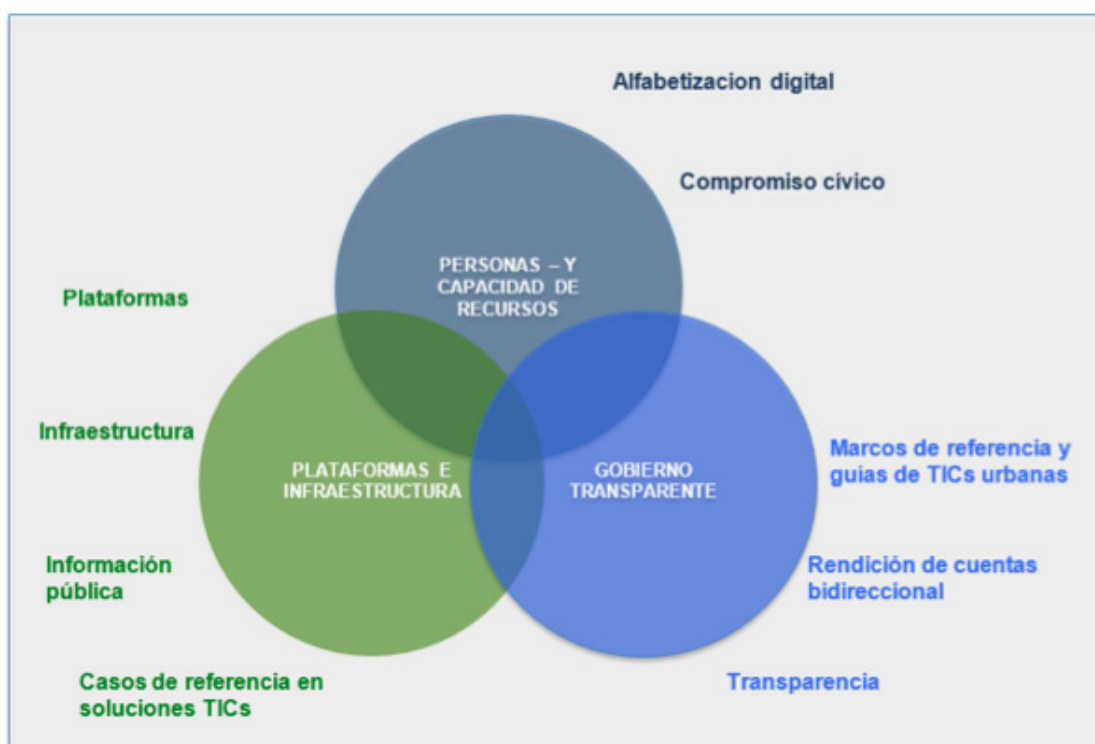 Alfabetizacion digital
Compromiso cívico
PERSONAS – Y
CAPACIDAD DE
RECURSOS
Plataformas
Infraestructura
PLATAFORMAS E
INFRAESTRUCTURA
GOBIERNO
TRANSPARENTE
Marcos de referencia y
guías de TICs urbanas
Información
pública
Rendición de cuentas
bidireccional
Casos de referencia en
soluciones TICs
Transparencia